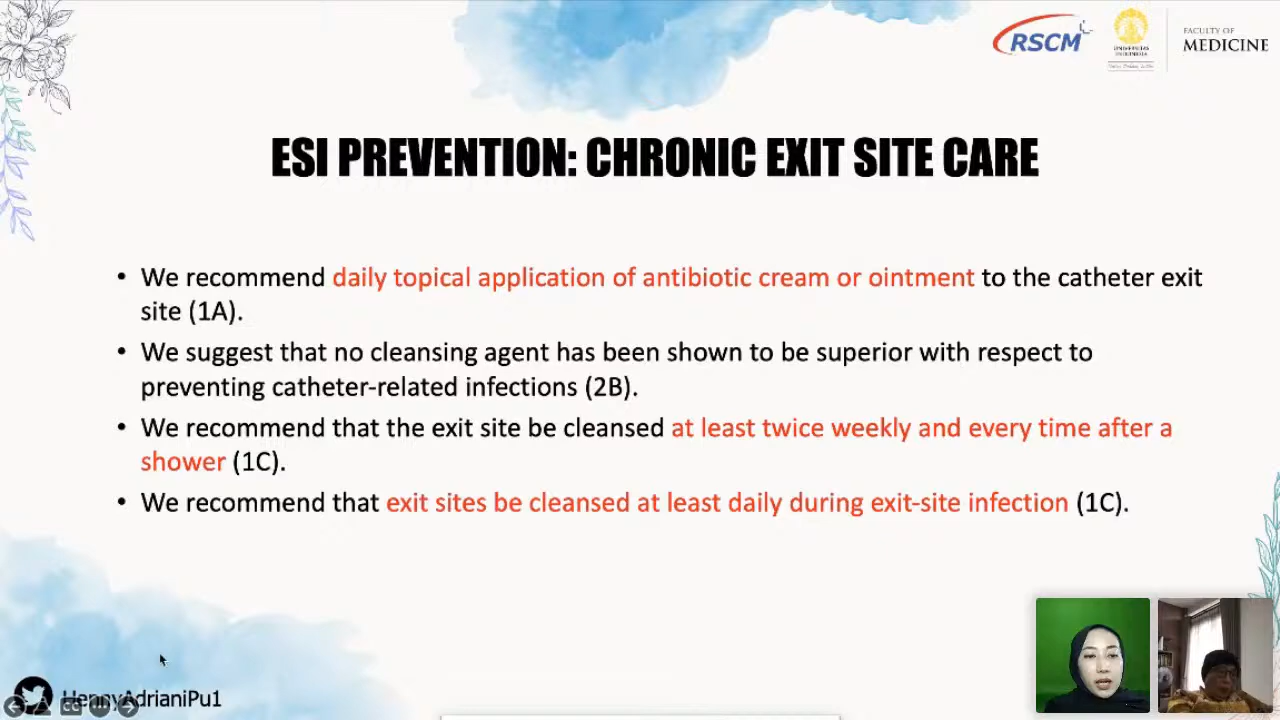 RSCM
UNIVERSITAS
INDONESIA
FACULTY OF
MEDICINE
ESI PREVENTION: CHRONIC EXIT SITE CARE
• We recommend daily topical application of antibiotic cream or ointment to the catheter exit
site (1A).
• We suggest that no cleansing agent has been shown to be superior with respect to
preventing catheter-related infections (2B).
• We recommend that the exit site be cleansed at least twice weekly and every time after a
shower (1C).
• We recommend that exit sites be cleansed at least daily during exit-site infection (1C).
HennyAdrianiPu1